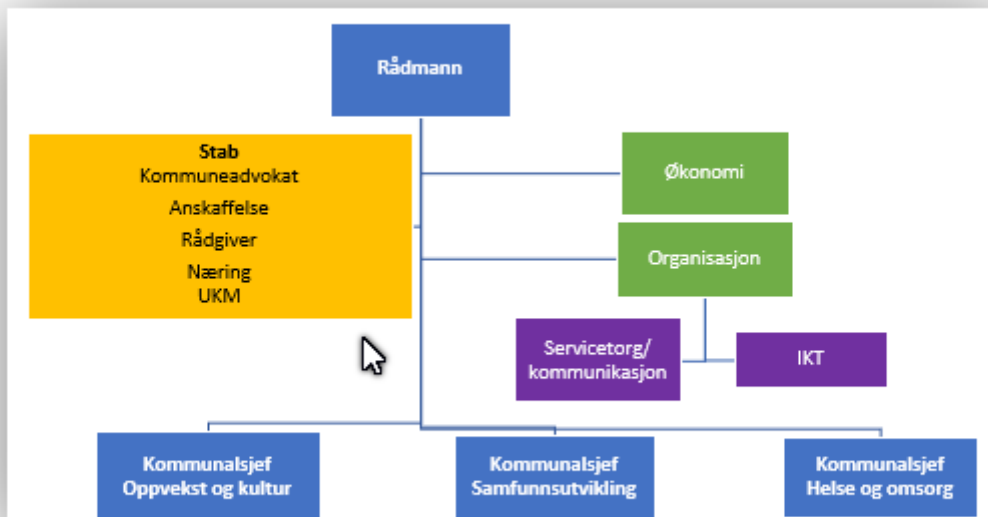 Rådmann
Stab
Kommuneadvokat
Anskaffelse
Rådgiver
Næring
UKM
Økonomi
Organisasjon
Servicetorg/
kommunikasjon
IKT
Kommunalsjef
Oppvekst og kultur
Kommunalsjef
Samfunnsutvikling
Kommunalsjef
Helse og omsorg